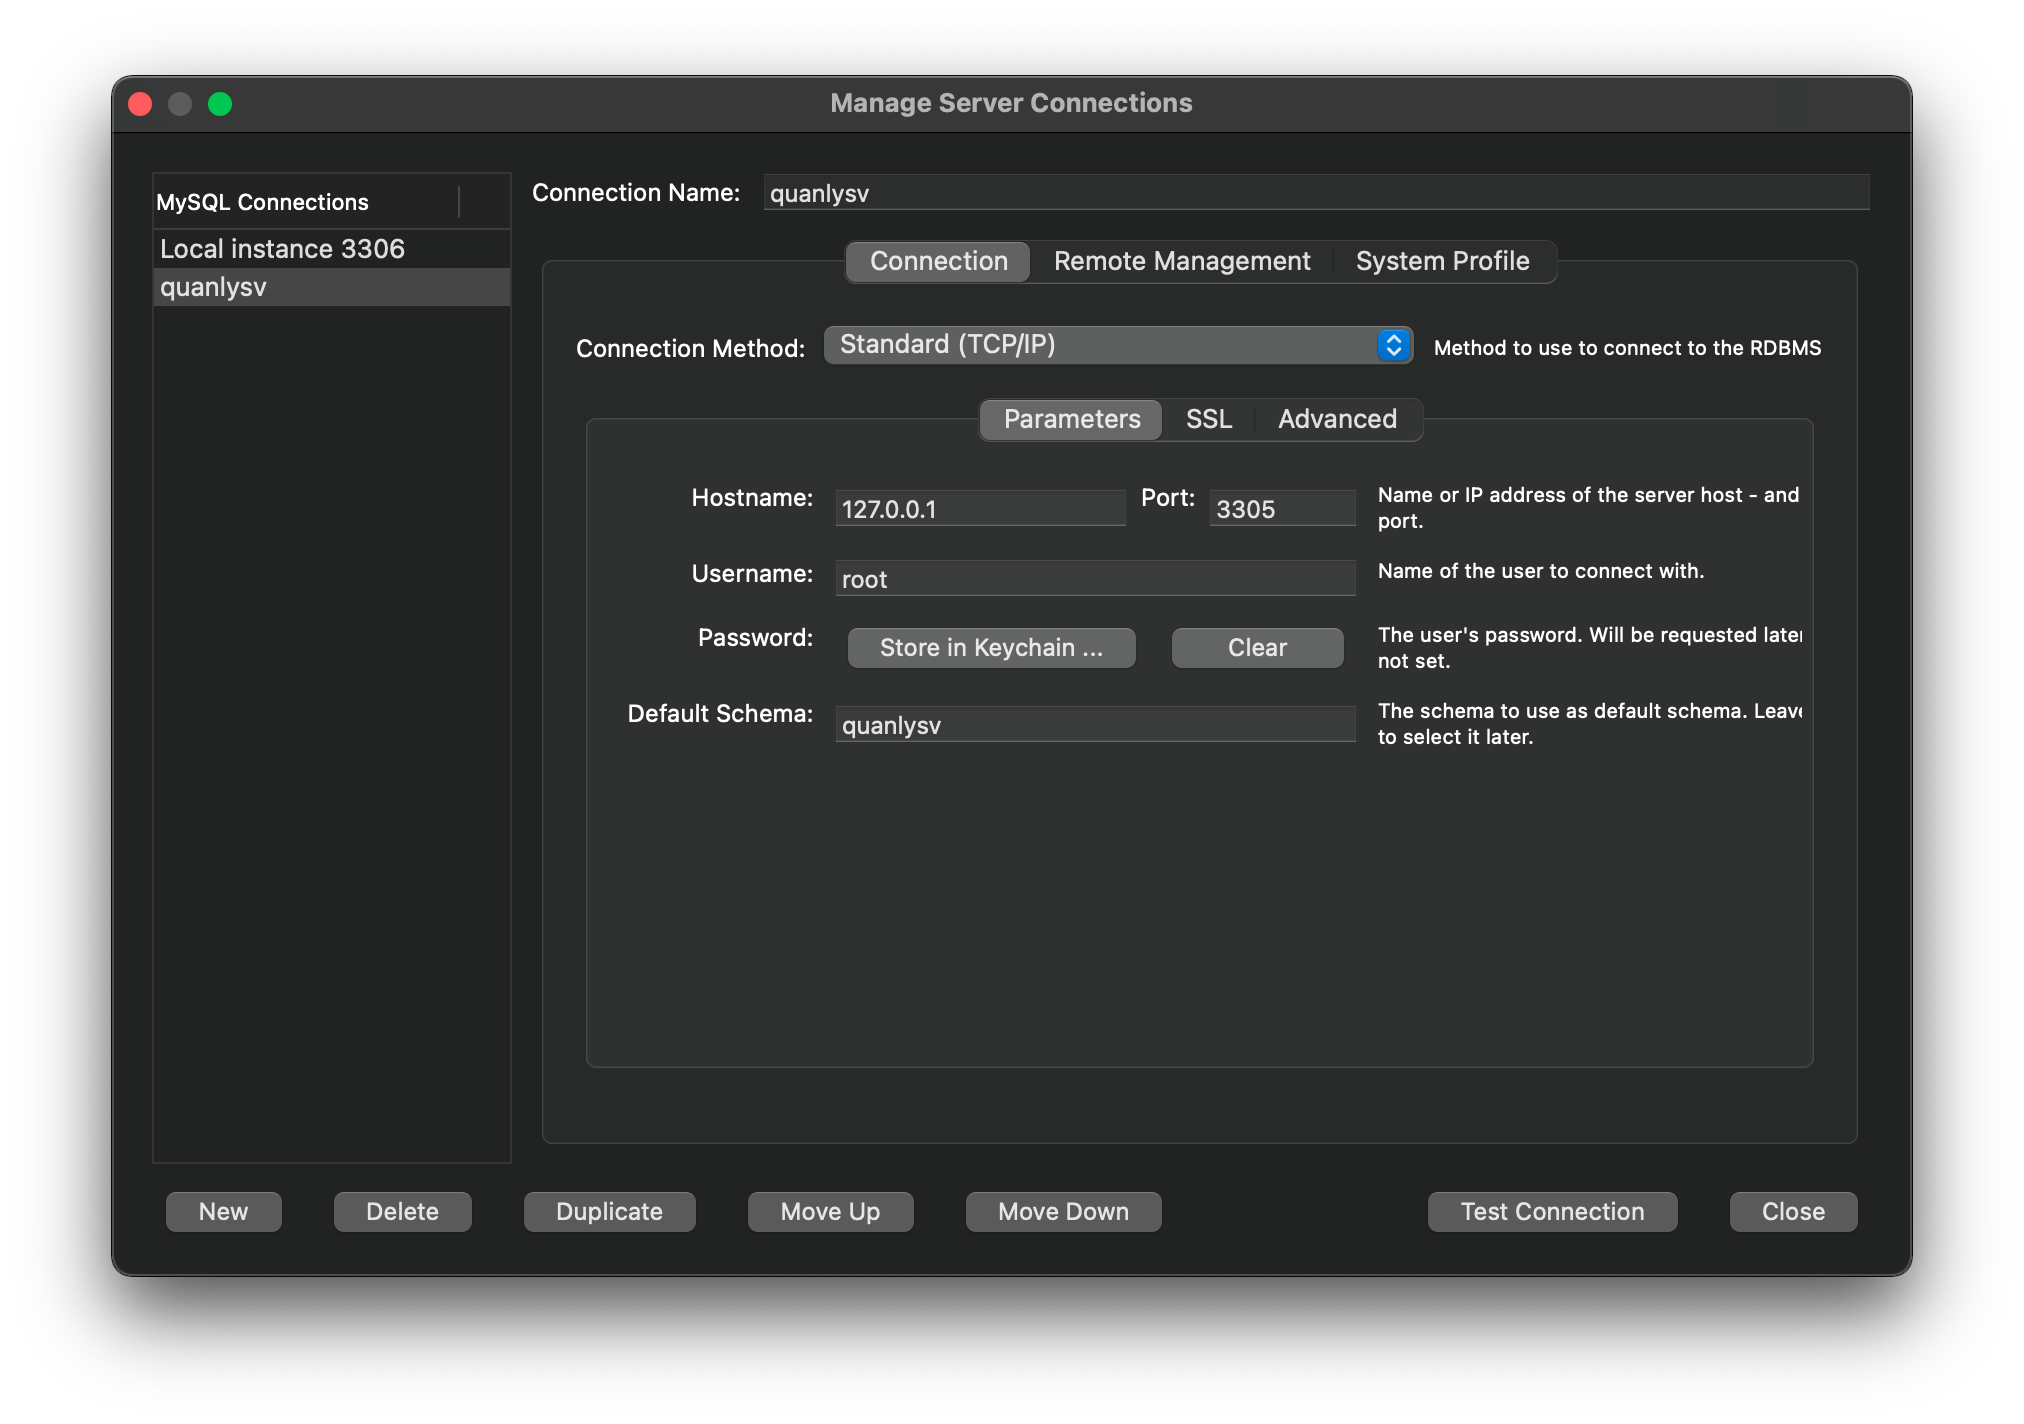 Manage Server Connections
MySQL Connections
Local instance 3306
quanlysv
Connection Name: quanlysv
Connection Remote Management System Profile
Connection Method: Standard (TCP/IP) Method to use to connect to the RDBMS
Parameters SSL Advanced
Hostname: 127.0.0.1 Port: 3305 Name or IP address of the server host - and
port.
Username: root Name of the user to connect with.
Password: Store in Keychain ... Clear The user's password. Will be requested later
not set.
Default Schema: quanlysv The schema to use as default schema. Leave
to select it later.
New Delete Duplicate Move Up Move Down Test Connection Close